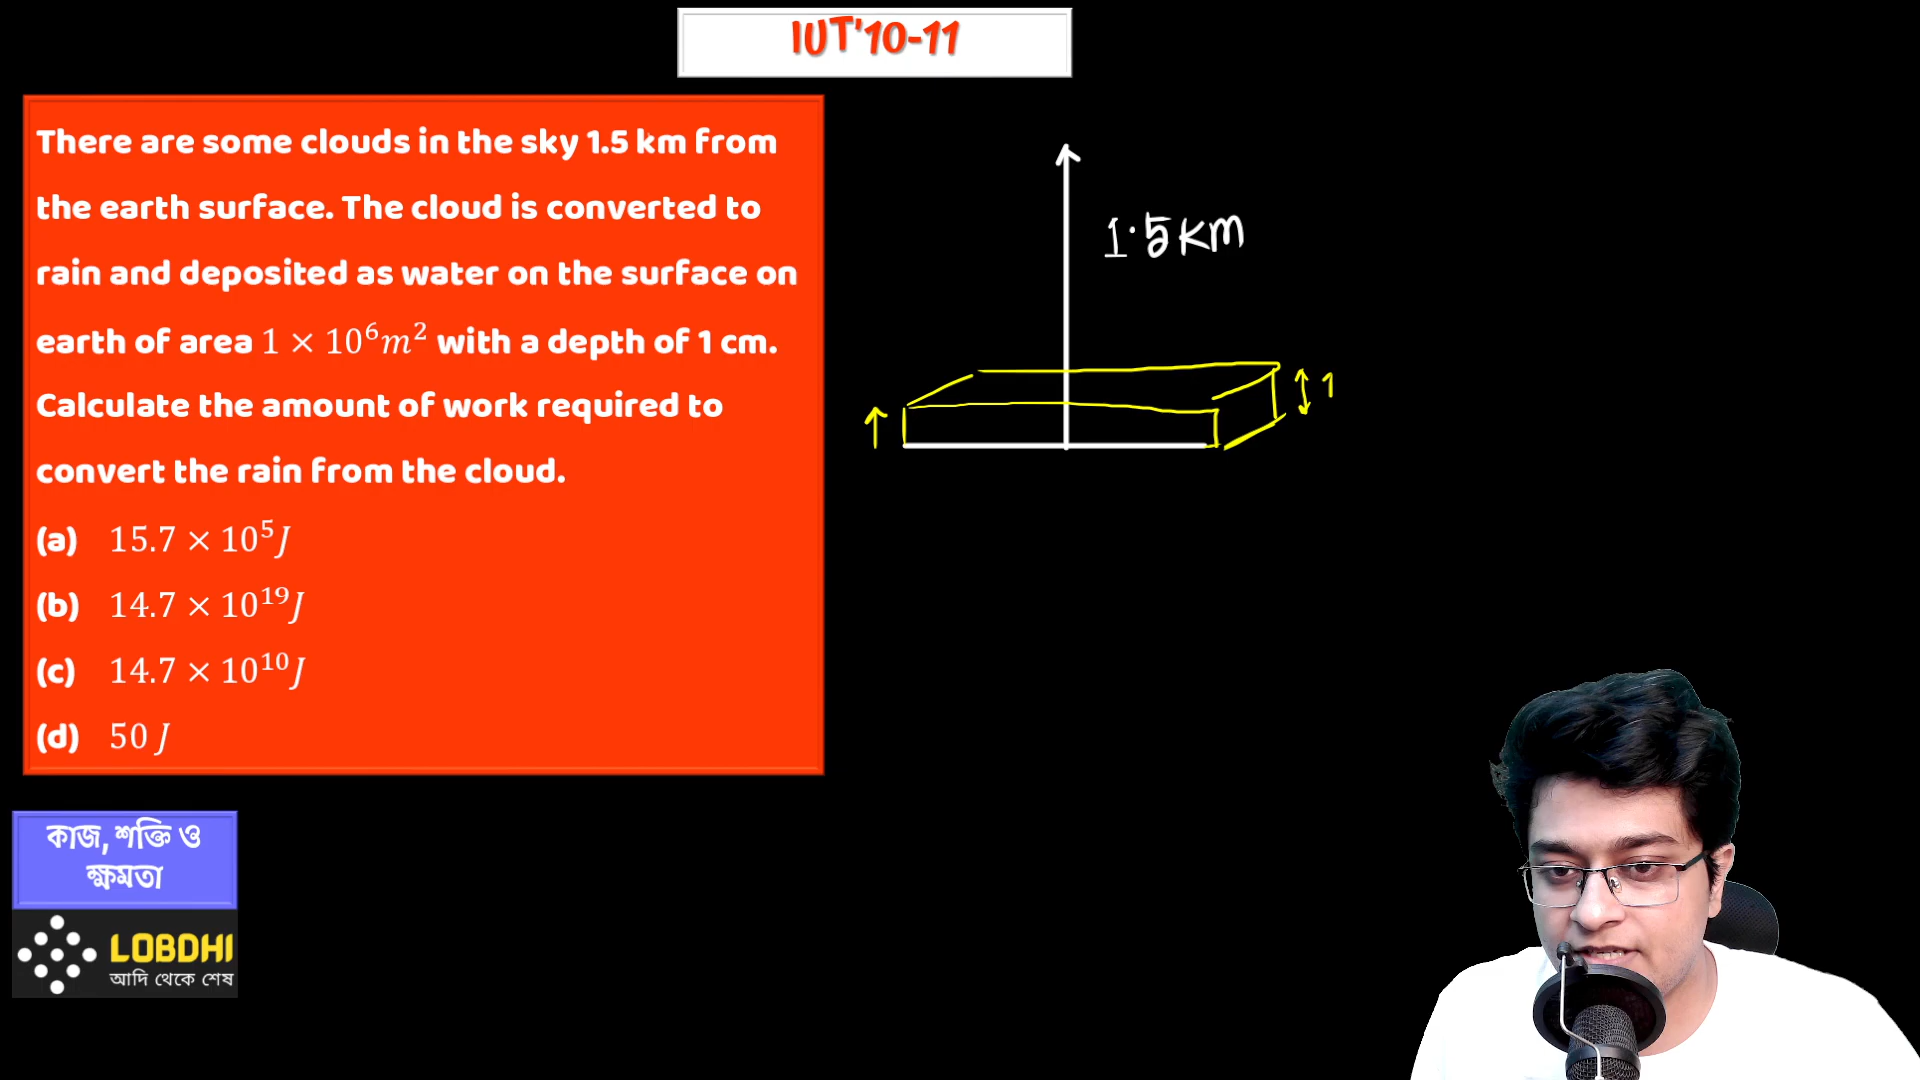 IUT'10-11
There are some clouds in the sky 1.5 km from
the earth surface. The cloud is converted to
rain and deposited as water on the surface on
earth of area 1 × 10⁶m² with a depth of 1 cm.
Calculate the amount of work required to
convert the rain from the cloud.
(a) 15.7 × 10⁵J
(b) 14.7 × 10¹⁹J
(c) 14.7 × 10¹⁰J
(d) 50 J
1.5 km
1
কাজ, শক্তি ও
ক্ষমতা
LOBDHI
আদি থেকে শেষ